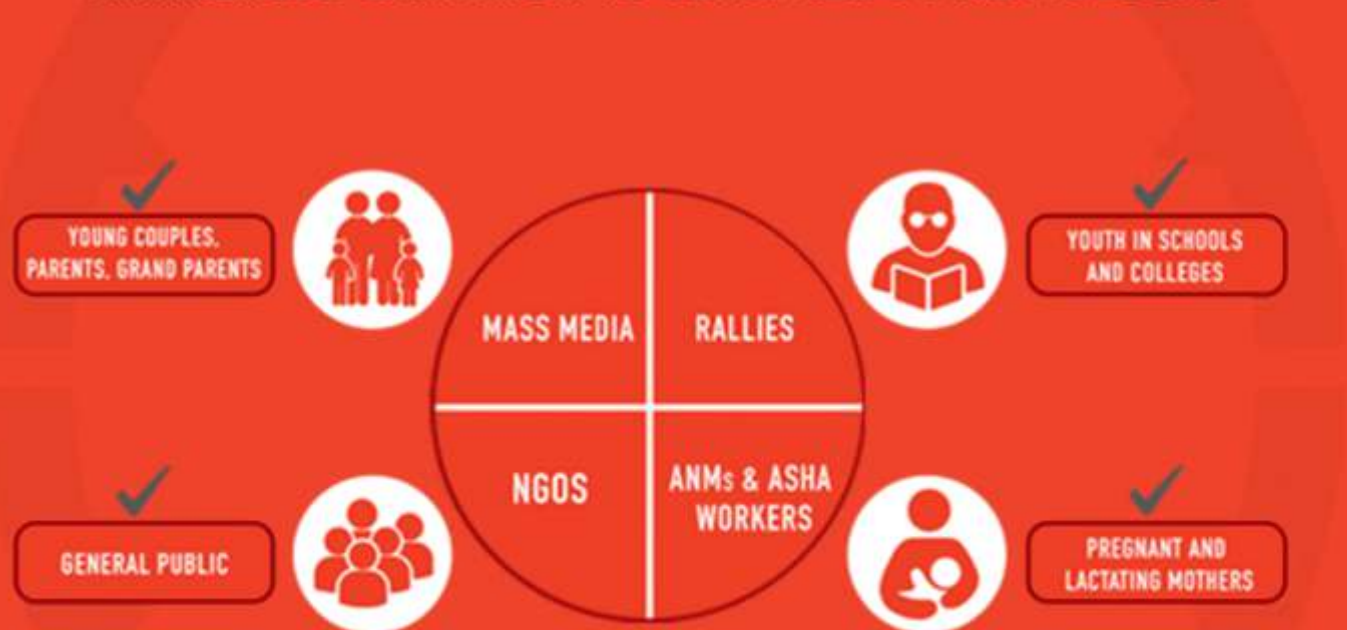 YOUNG COUPLES,
PARENTS, GRAND PARENTS
YOUTH IN SCHOOLS
AND COLLEGES
MASS MEDIA
RALLIES
NGOS
ANMs & ASHA
WORKERS
GENERAL PUBLIC
PREGNANT AND
LACTATING MOTHERS